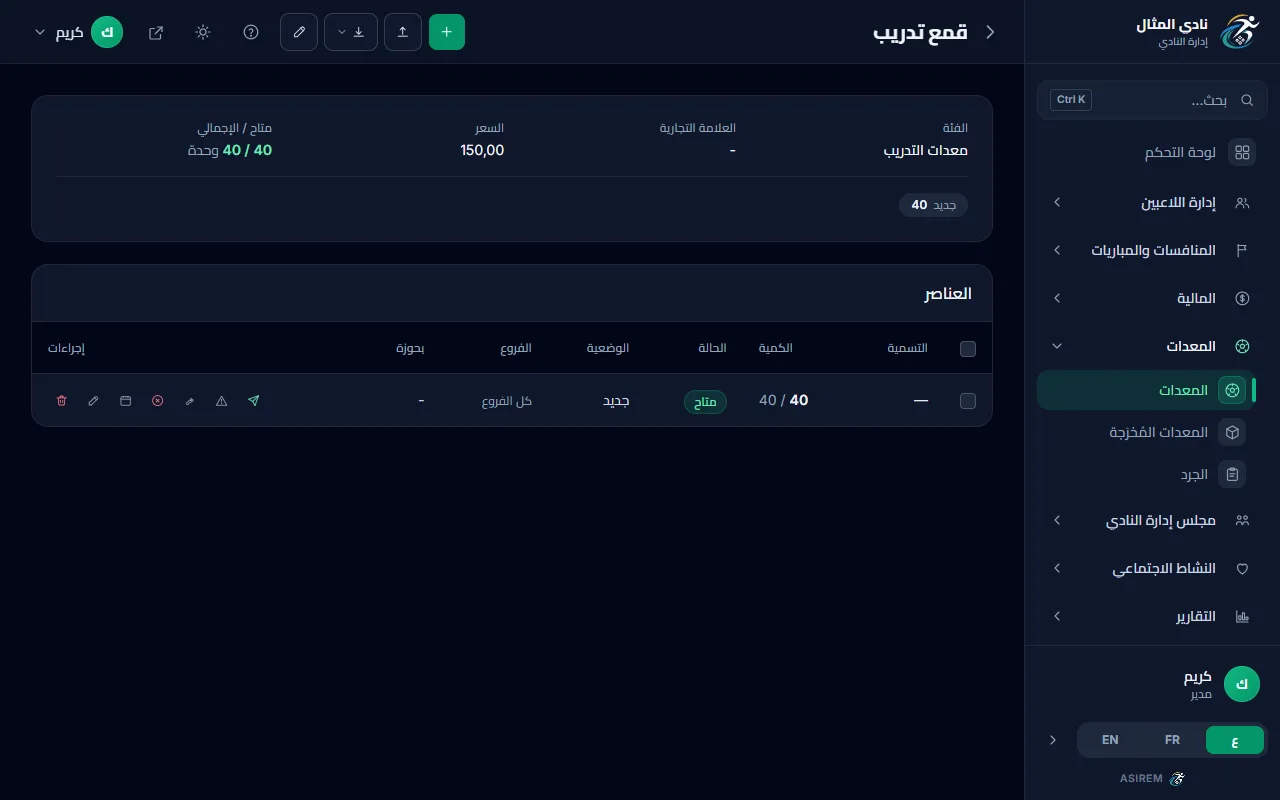 نادي المثال
إدارة النادي
بحث...
Ctrl K
لوحة التحكم
إدارة اللاعبين
المنافسات والمباريات
المالية
المعدات
المعدات
المعدات المُخرَجة
الجرد
مجلس إدارة النادي
النشاط الاجتماعي
التقارير
كريم
مدير
ك
ع
FR
EN
ASIREM
قمع تدريب
ك
كريم
الفئة
معدات التدريب
العلامة التجارية
-
السعر
150,00
متاح / الإجمالي
40 / 40 وحدة
جديد 40
العناصر
التسمية الكمية الحالة الوضعية الفروع بحوزة إجراءات
— 40 / 40 متاح جديد كل الفروع -